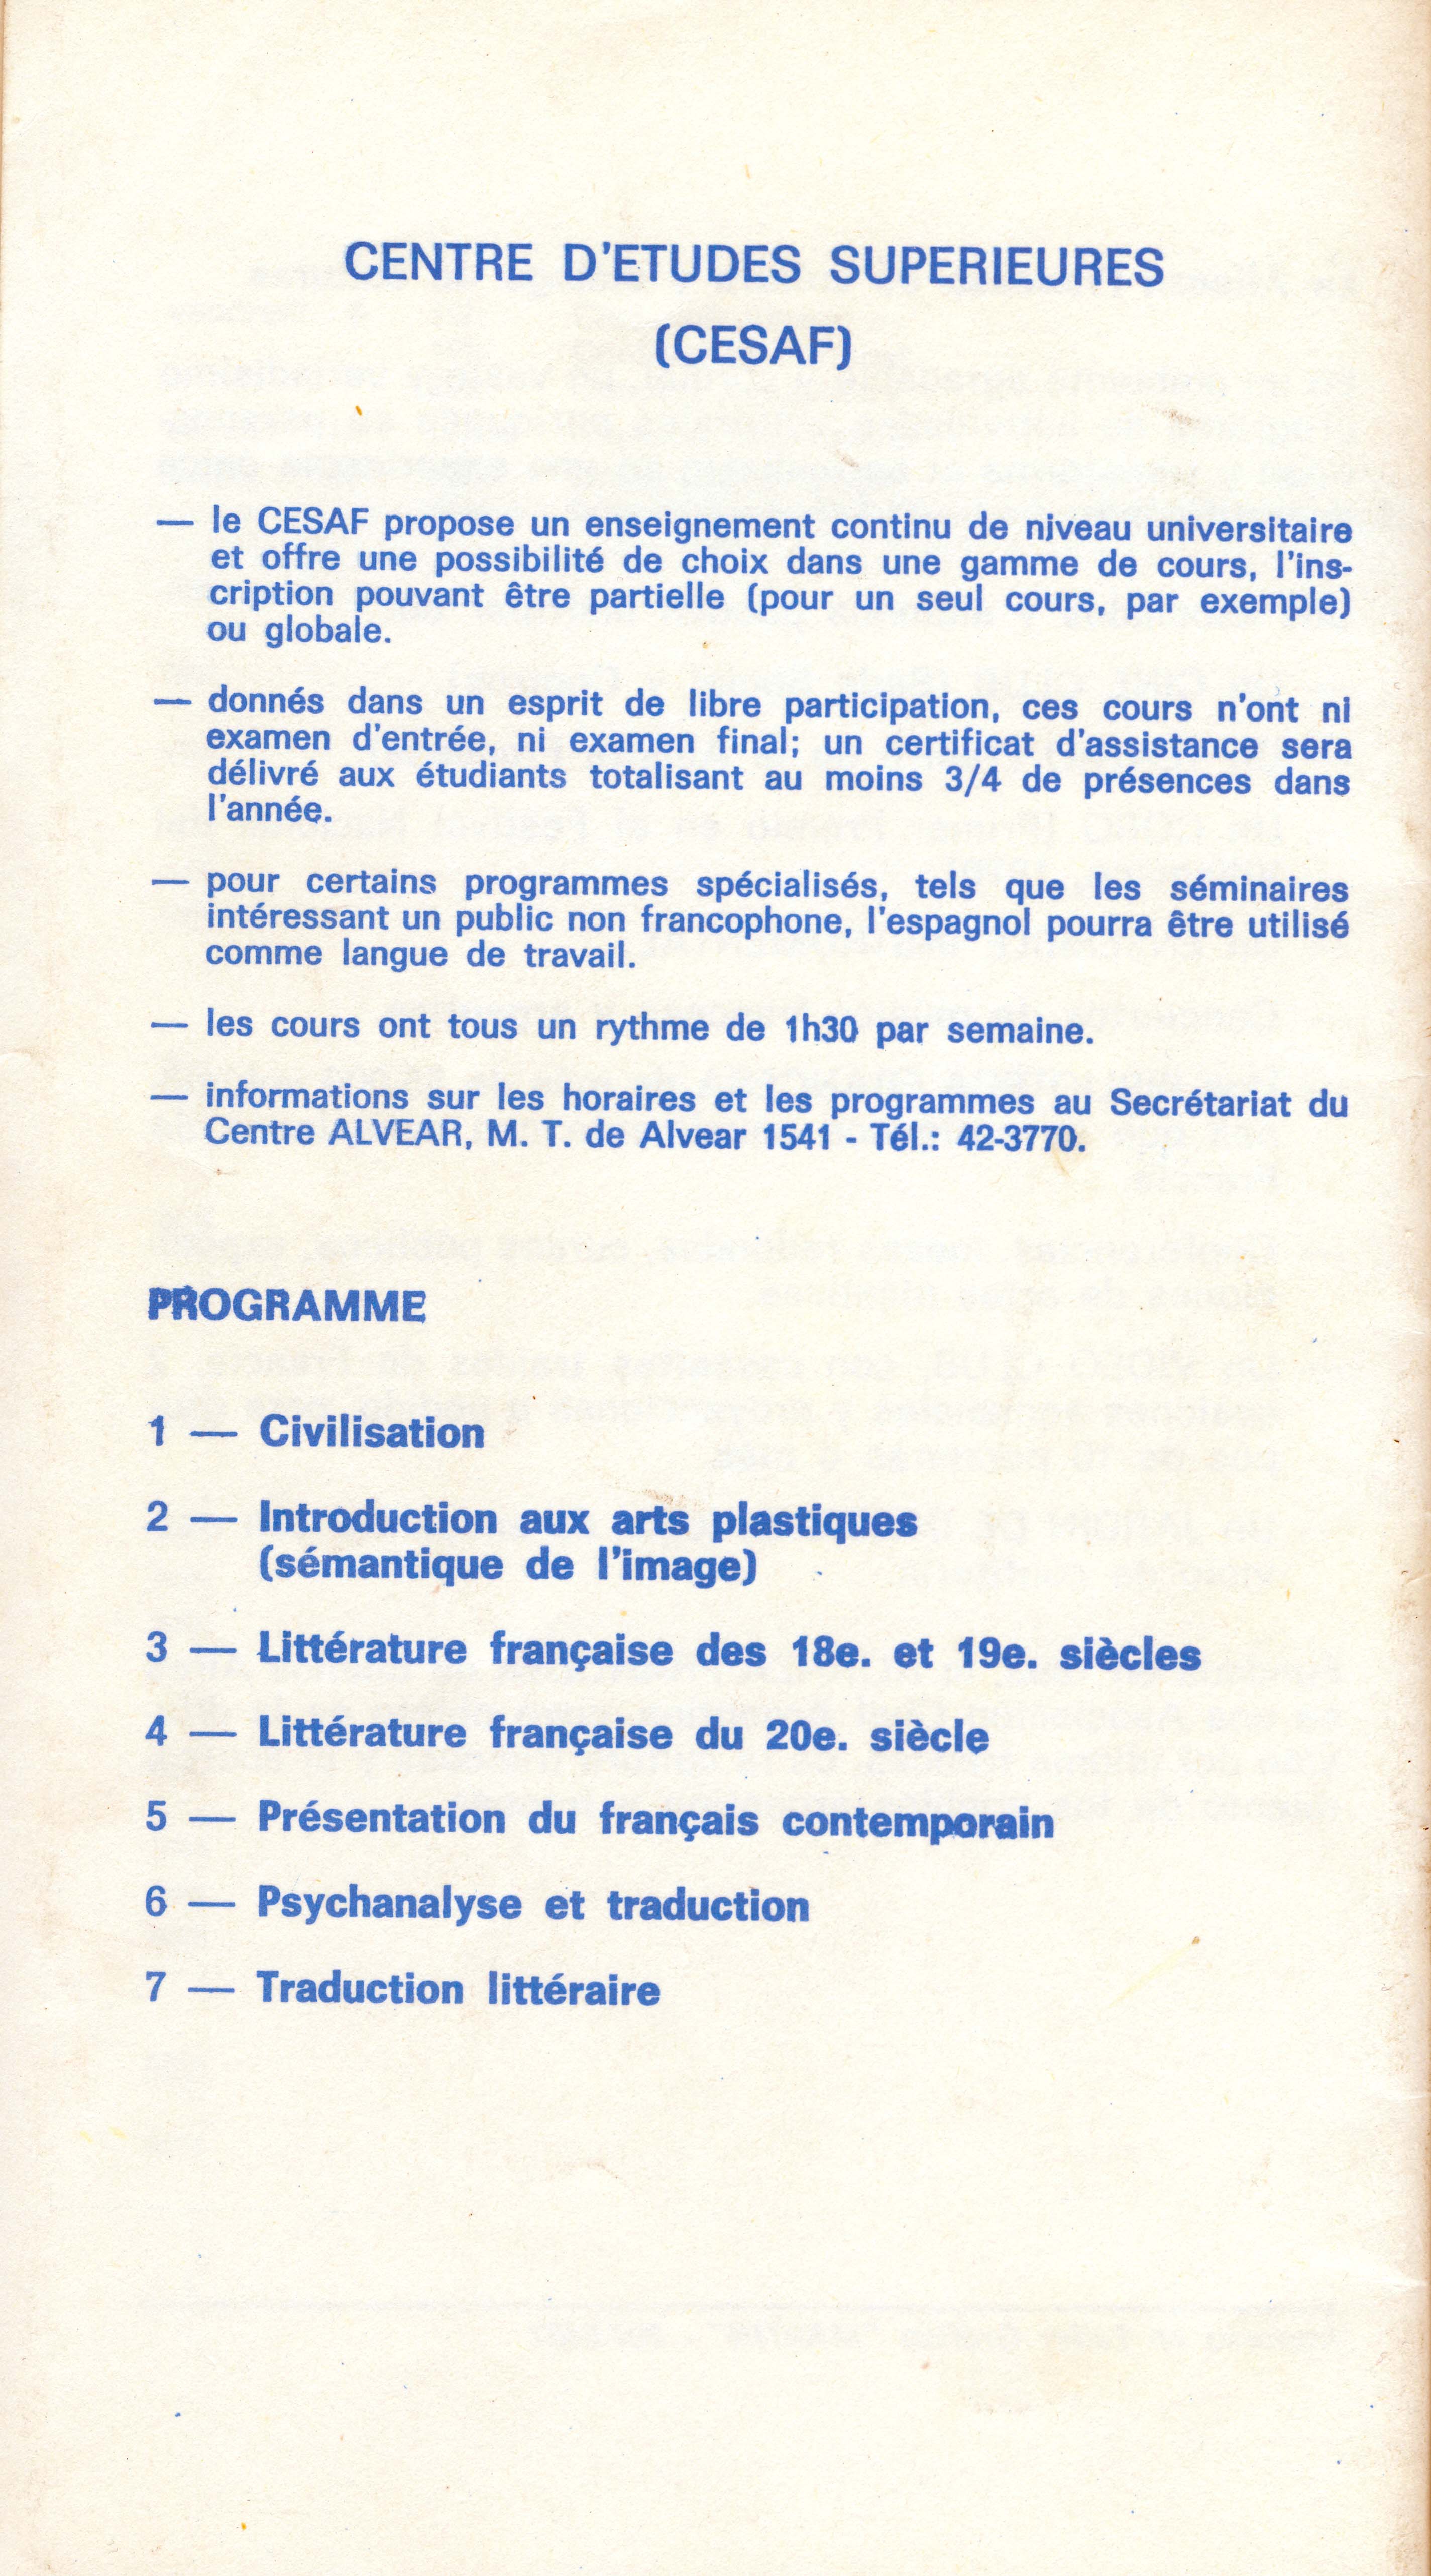 CENTRE D'ETUDES SUPERIEURES
(CESAF)
— le CESAF propose un enseignement continu de niveau universitaire
et offre une possibilité de choix dans une gamme de cours, l'ins-
cription pouvant être partielle (pour un seul cours, par exemple)
ou globale.
— donnés dans un esprit de libre participation, ces cours n'ont ni
examen d'entrée, ni examen final; un certificat d'assistance sera
délivré aux étudiants totalisant au moins 3/4 de présences dans
l'année.
— pour certains programmes spécialisés, tels que les séminaires
intéressant un public non francophone, l'espagnol pourra être utilisé
comme langue de travail.
— les cours ont tous un rythme de 1h30 par semaine.
— informations sur les horaires et les programmes au Secrétariat du
Centre ALVEAR, M. T. de Alvear 1541 - Tél.: 42-3770.
PROGRAMME
1 — Civilisation
2 — Introduction aux arts plastiques
(sémantique de l'image)
3 — Littérature française des 18e. et 19e. siècles
4 — Littérature française du 20e. siècle
5 — Présentation du français contemporain
6 — Psychanalyse et traduction
7 — Traduction littéraire